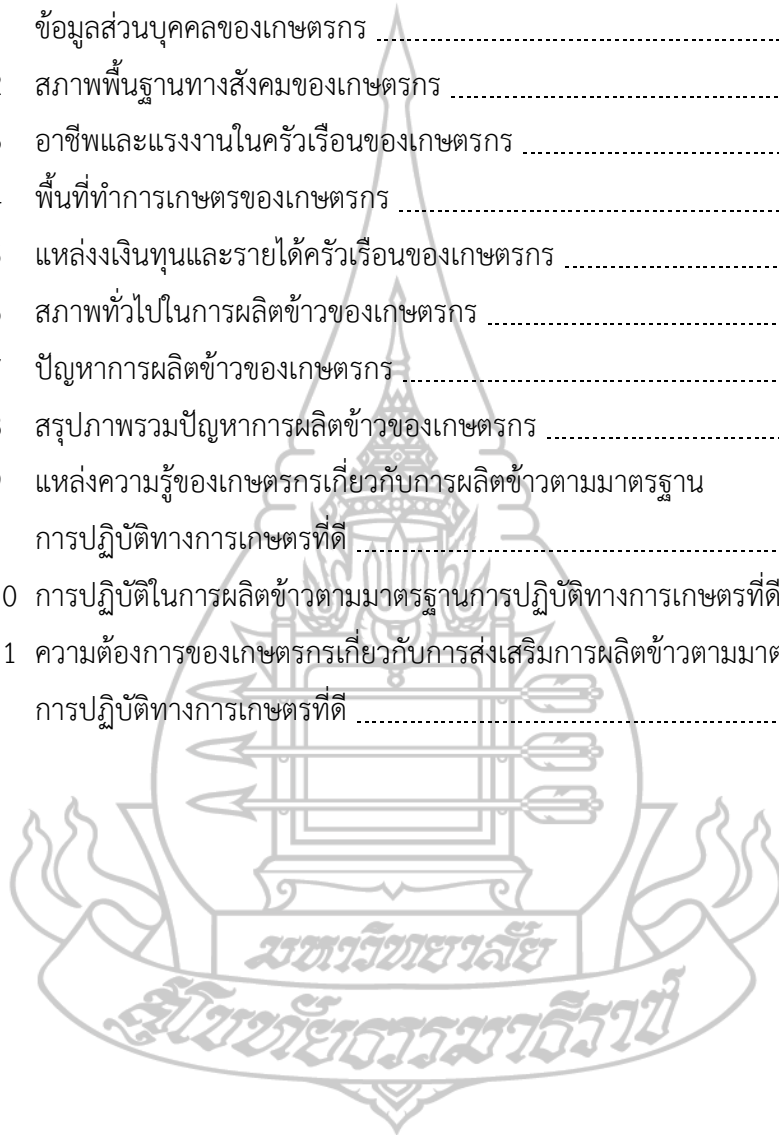 ข้อมูลส่วนบุคคลของเกษตรกร
สภาพพื้นฐานทางสังคมของเกษตรกร
อาชีพและแรงงานในครัวเรือนของเกษตรกร
พื้นที่ทำการเกษตรของเกษตรกร
แหล่งงเงินทุนและรายได้ครัวเรือนของเกษตรกร
สภาพทั่วไปในการผลิตข้าวของเกษตรกร
ปัญหาการผลิตข้าวของเกษตรกร
สรุปภาพรวมปัญหาการผลิตข้าวของเกษตรกร
แหล่งความรู้ของเกษตรกรเกี่ยวกับการผลิตข้าวตามมาตรฐาน
การปฏิบัติทางการเกษตรที่ดี
0 การปฏิบัติในการผลิตข้าวตามมาตรฐานการปฏิบัติทางการเกษตรที่ดี
1 ความต้องการของเกษตรกรเกี่ยวกับการส่งเสริมการผลิตข้าวตามมาต
การปฏิบัติทางการเกษตรที่ดี
มหาวิทยาลัย
สุโขทัยธรรมาธิราช